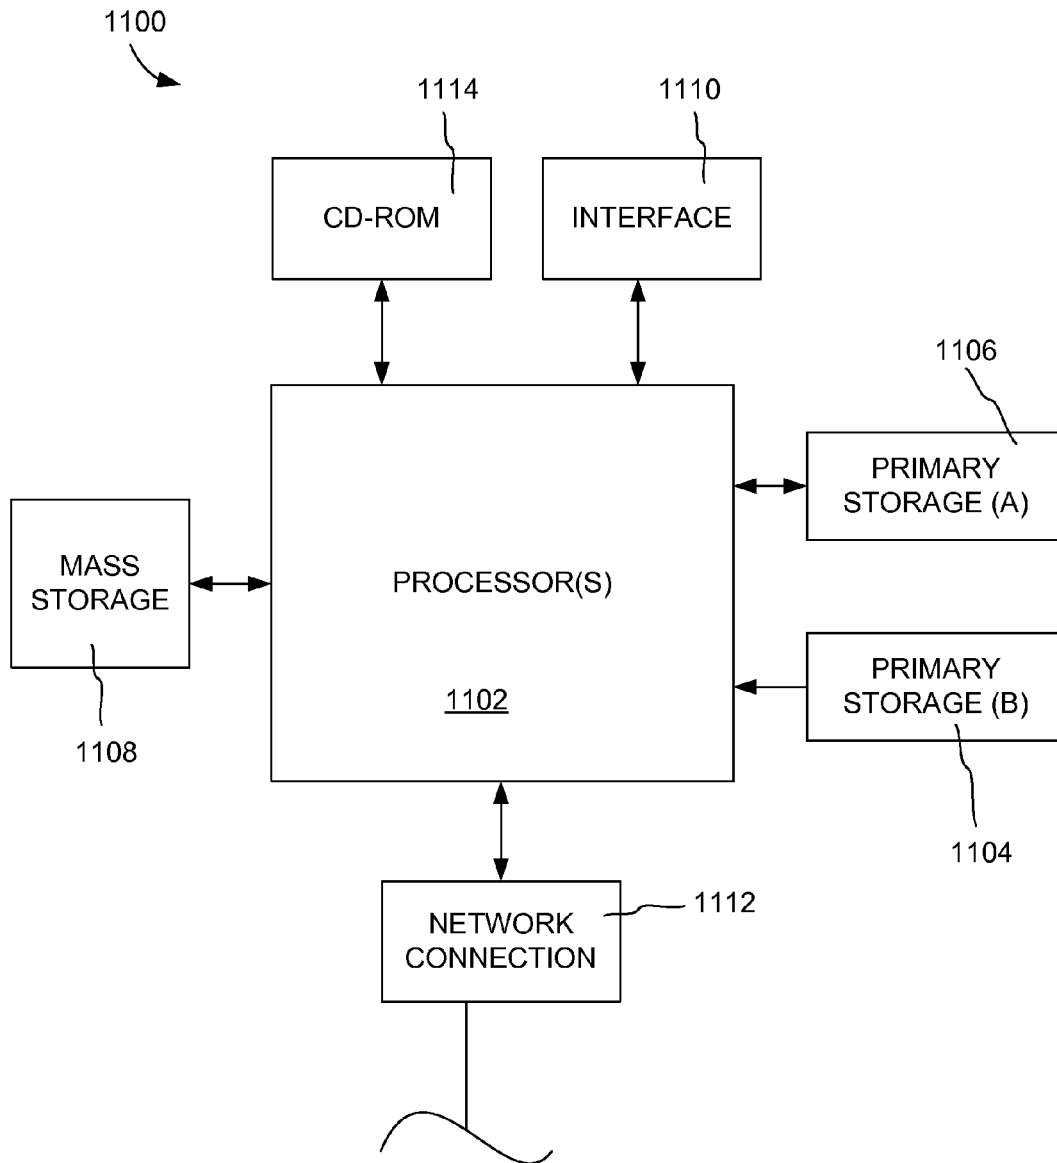 1100
1114
1110
CD-ROM
INTERFACE
1106
PRIMARY
STORAGE (A)
MASS
STORAGE
PROCESSOR(S)
PRIMARY
STORAGE (B)
1102
1108
1104
1112
NETWORK
CONNECTION